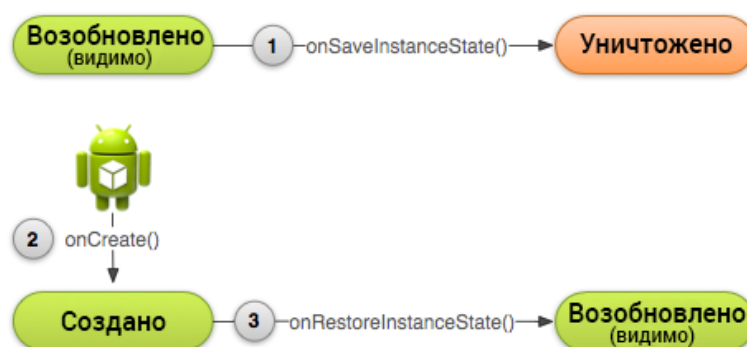 Возобновлено
(видимо)
1
onSaveInstanceState()
Уничтожено
2
onCreate()
Создано
3
onRestoreInstanceState()
Возобновлено
(видимо)